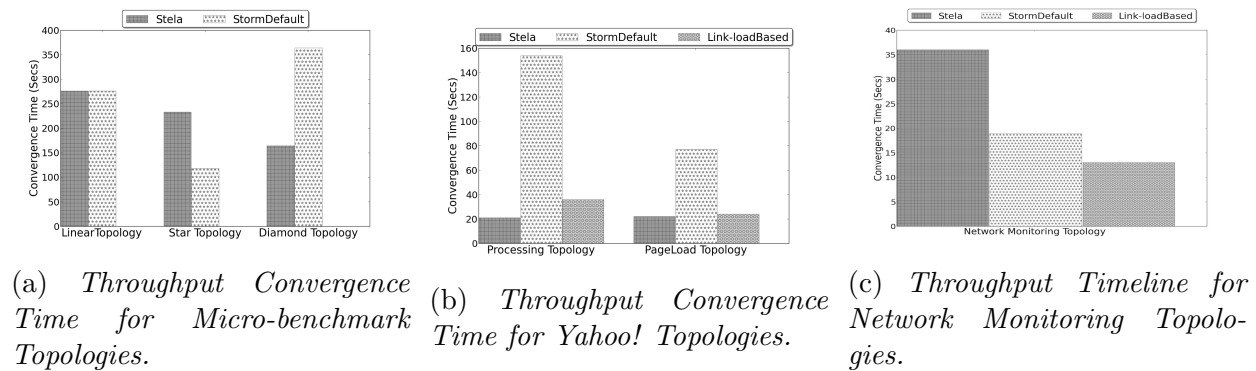 Stela StormDefault
400
350
300
250
200
150
100
50
0
Convergence Time (Secs)
LinearTopology Star Topology Diamond Topology
(a) Throughput Convergence
Time for Micro-benchmark
Topologies.
Stela StormDefault Link-loadBased
160
140
120
100
80
60
40
20
0
Convergence Time (Secs)
Processing Topology PageLoad Topology
(b) Throughput Convergence
Time for Yahoo! Topologies.
Stela StormDefault Link-loadBased
40
35
30
25
20
15
10
5
0
Convergence Time (Secs)
Network Monitoring Topology
(c) Throughput Timeline for
Network Monitoring Topolo-
gies.